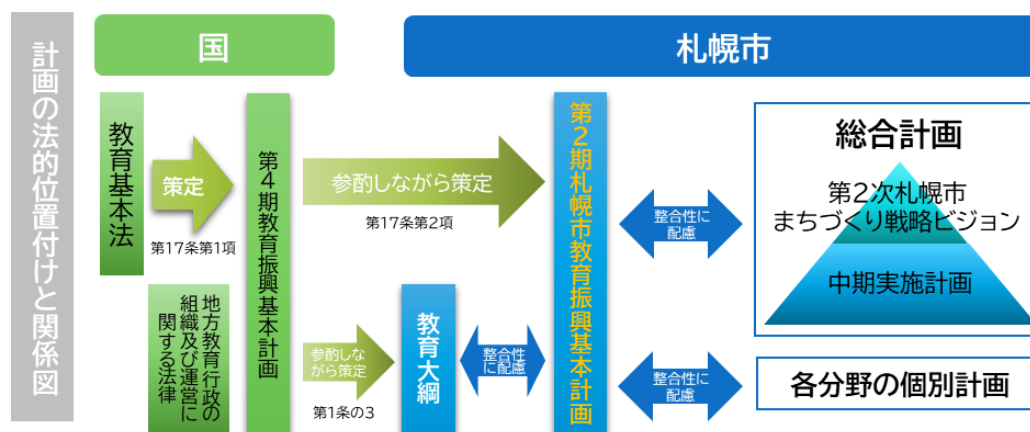 計画の法的位置付けと関係図
国
札幌市
教育基本法
策定
第17条第1項
第4期教育振興基本計画
参酌しながら策定
第17条第2項
第2期札幌市教育振興基本計画
整合性に
配慮
総合計画
第2次札幌市
まちづくり戦略ビジョン
中期実施計画
地方教育行政の
組織及び運営に
関する法律
参酌しな
がら策定
第1条の3
教育大綱
整合性
に配慮
整合性に
配慮
各分野の個別計画